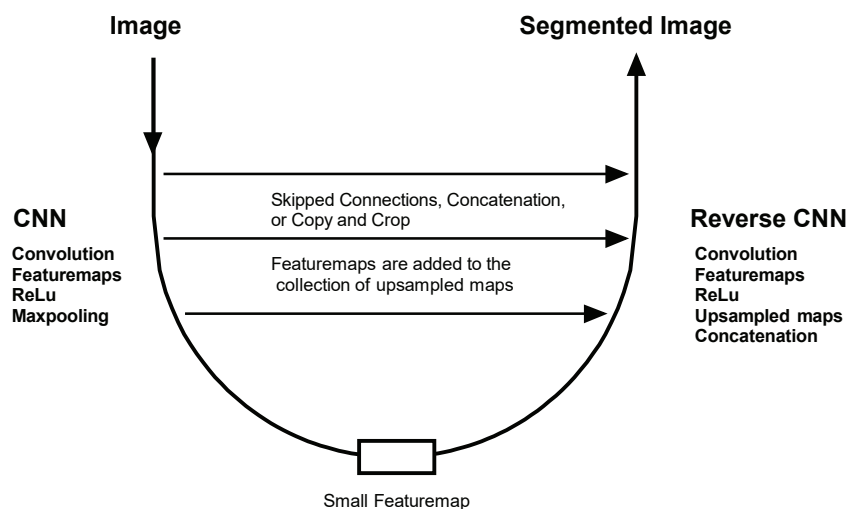 Image
Segmented Image
Skipped Connections, Concatenation,
or Copy and Crop
CNN
Convolution
Featuremaps
ReLu
Maxpooling
Featuremaps are added to the
collection of upsampled maps
Reverse CNN
Convolution
Featuremaps
ReLu
Upsampled maps
Concatenation
Small Featuremap